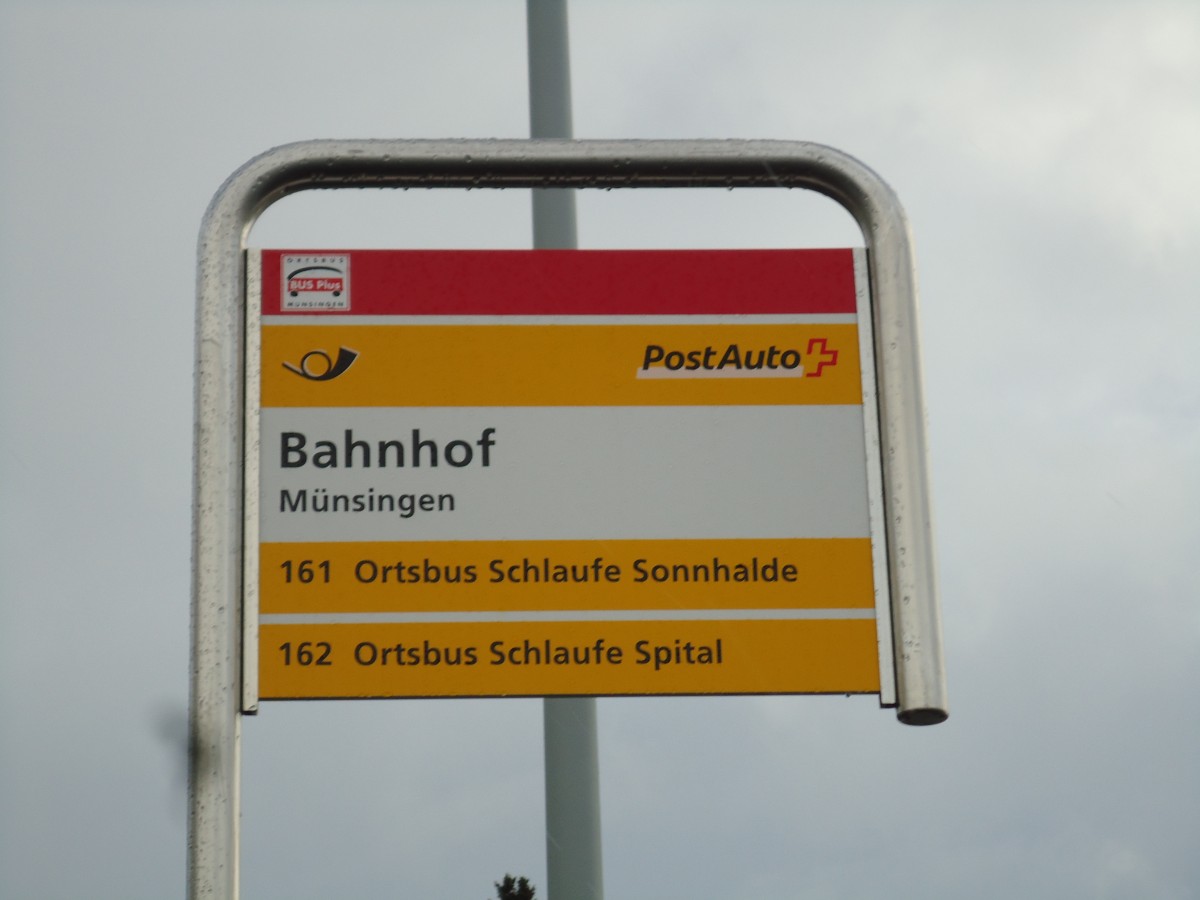 ORTSBUS
BUS Plus
MÜNSINGEN
PostAuto
Bahnhof
Münsingen
161 Ortsbus Schlaufe Sonnhalde
162 Ortsbus Schlaufe Spital